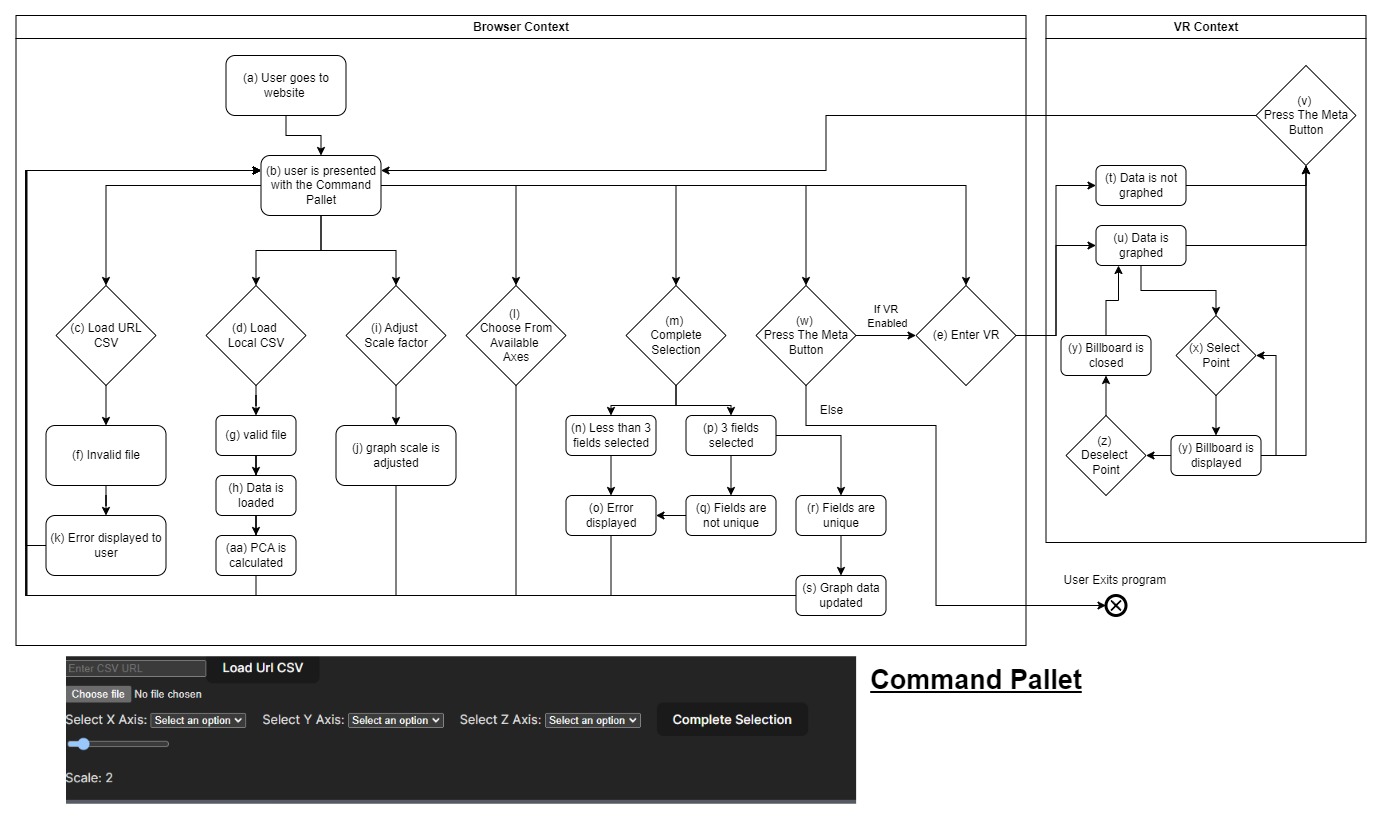 Browser Context
VR Context
(a) User goes to
website
(v)
Press The Meta
Button
(b) user is presented
with the Command
Pallet
(t) Data is not
graphed
(u) Data is
graphed
(c) Load URL
CSV
(d) Load
Local CSV
(i) Adjust
Scale factor
(l)
Choose From
Available
Axes
(m)
Complete
Selection
(w)
Press The Meta
Button
If VR
Enabled
(e) Enter VR
(y) Billboard is
closed
(x) Select
Point
Else
(f) Invalid file
(g) valid file
(j) graph scale is
adjusted
(n) Less than 3
fields selected
(p) 3 fields
selected
(z)
Deselect
Point
(y) Billboard is
displayed
(h) Data is
loaded
(o) Error
displayed
(q) Fields are
not unique
(r) Fields are
unique
(k) Error displayed to
user
(aa) PCA is
calculated
(s) Graph data
updated
User Exits program
Enter CSV URL
Load Url CSV
Command Pallet
Choose file No file chosen
Select X Axis: Select an option Select Y Axis: Select an option Select Z Axis: Select an option Complete Selection
Scale: 2